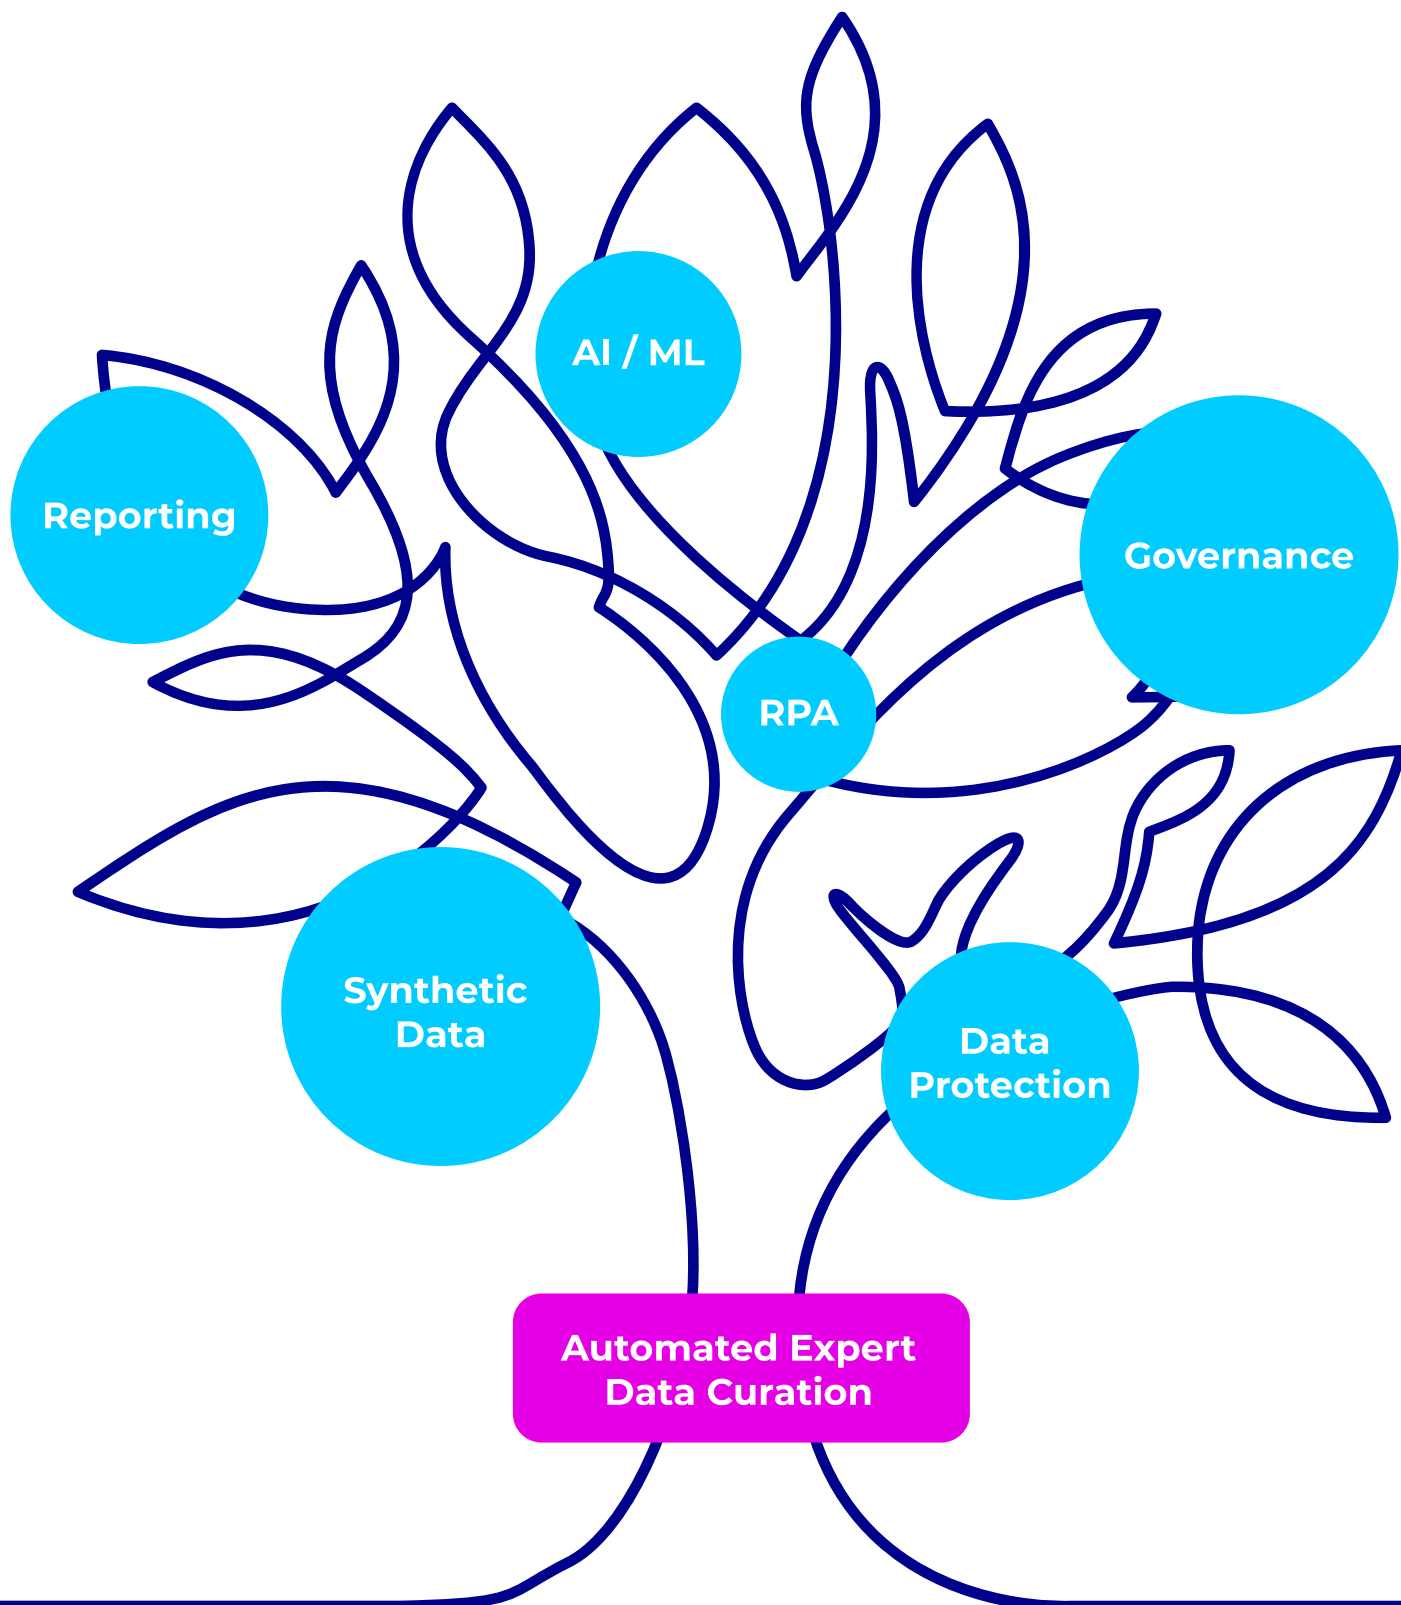 AI / ML
Reporting
Governance
RPA
Synthetic
Data
Data
Protection
Automated Expert
Data Curation